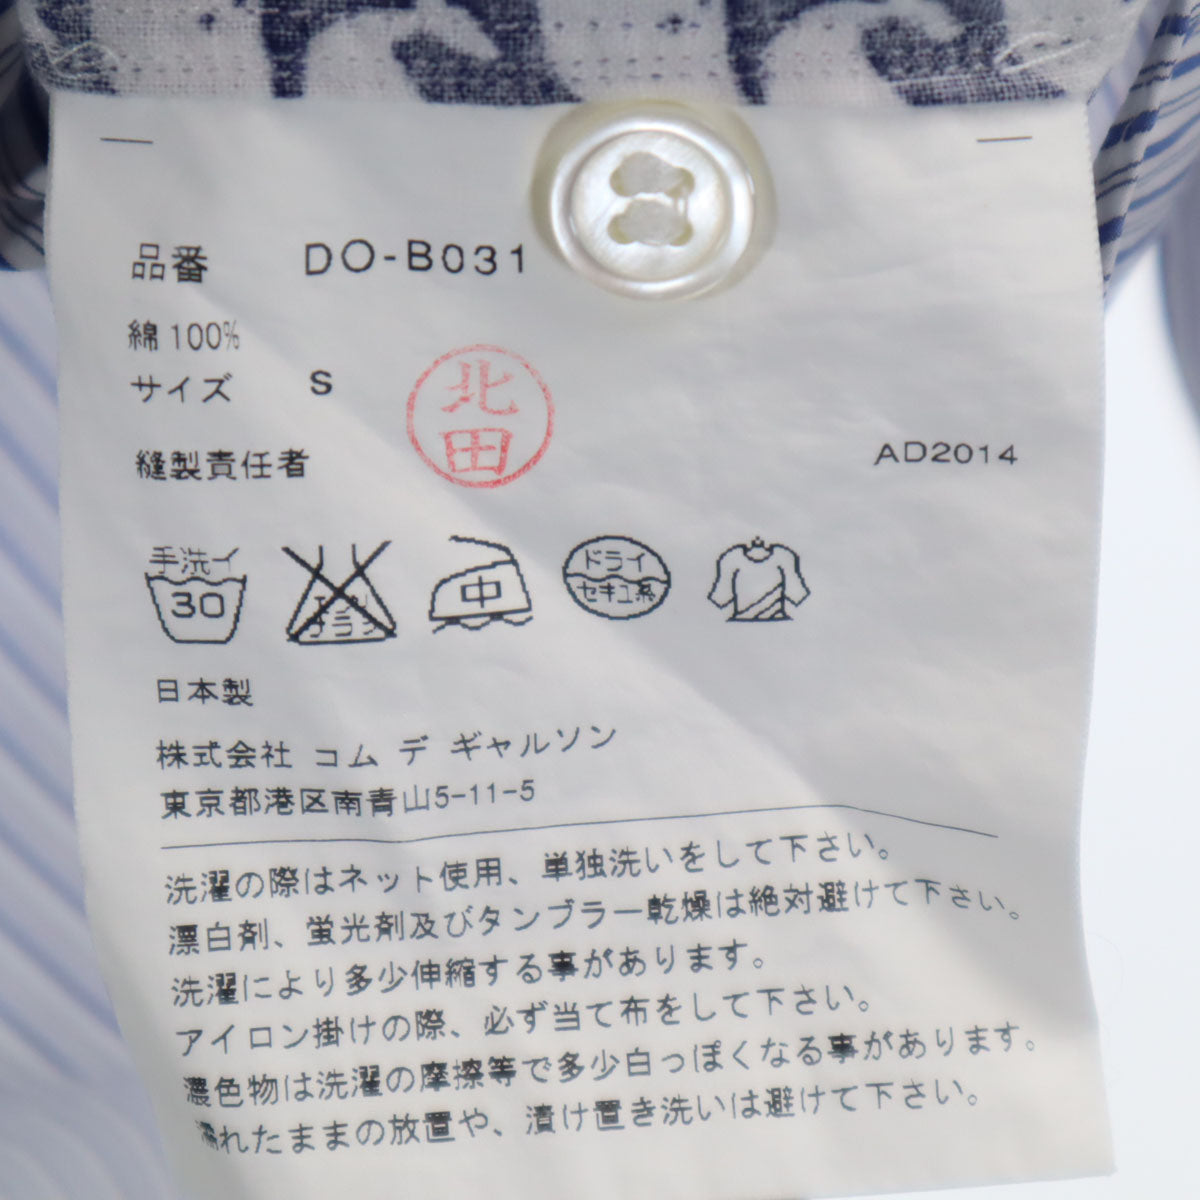 品番 DO-B031
綿 100%
サイズ S
北田
縫製責任者
AD2014
手洗イ
30
エンソ
サラシ
中
ドライ
セキユ系
日本製
株式会社 コム デ ギャルソン
東京都港区南青山5-11-5
洗濯の際はネット使用、単独洗いをして下さい。
漂白剤、蛍光剤及びタンブラー乾燥は絶対避けて下さい。
洗濯により多少伸縮する事があります。
アイロン掛けの際、必ず当て布をして下さい。
濃色物は洗濯の摩擦等で多少白っぽくなる事があります。
濡れたままの放置や、漬け置き洗いは避けて下さい。